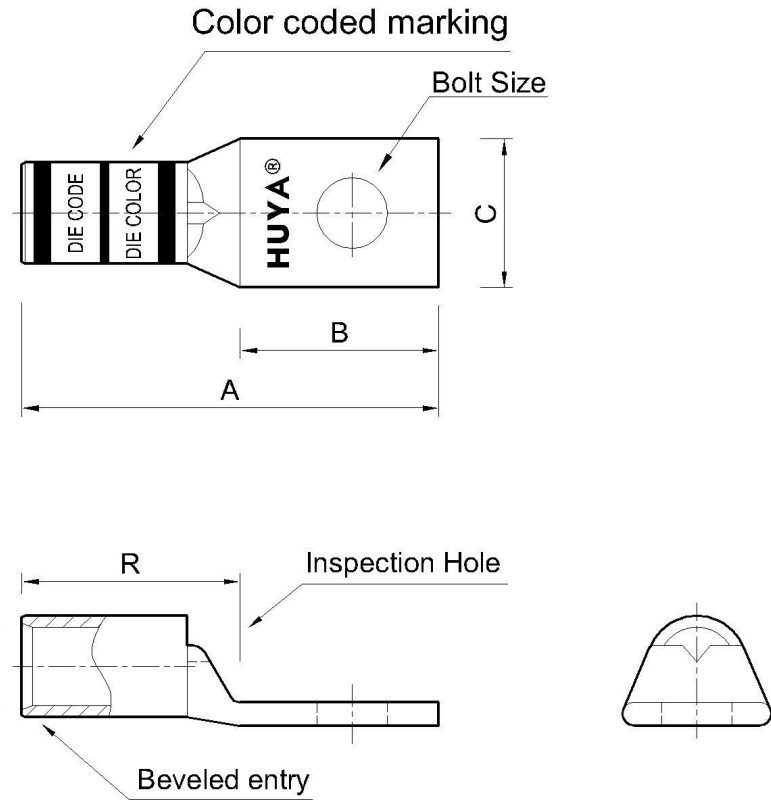 Color coded marking
Bolt Size
DIE CODE
DIE COLOR
HUYA®
C
B
A
R
Inspection Hole
Beveled entry